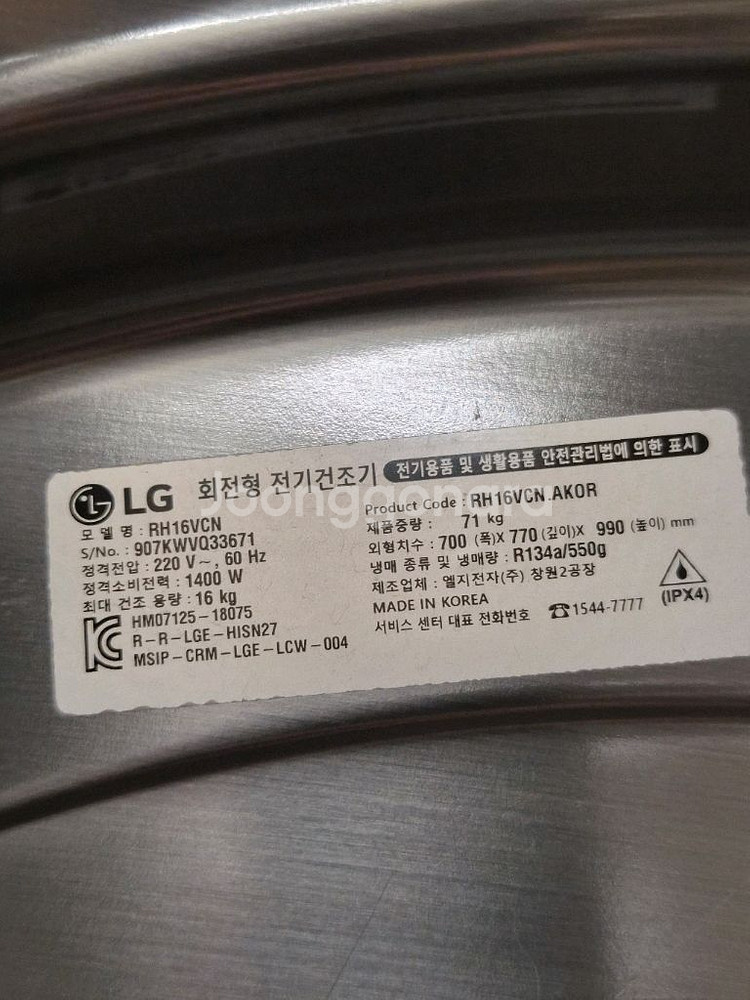 LG 회전형 전기건조기 전기용품 및 생활용품 안전관리법에 의한 표시
모 델 명 : RH16VCN
S/No. : 907KWVQ33671
정격전압 : 220 V~, 60 Hz
정격소비전력 : 1400 W
최대 건조 용량 : 16 kg
HM07125-18075
R-R-LGE-HISN27
MSIP-CRM-LGE-LCW-004
Product Code : RH16VCN.AKOR
제품중량 : 71 kg
외형치수 : 700 (폭)X 770 (깊이)X 990 (높이) mm
냉매 종류 및 냉매량 : R134a/550g
제조업체 : 엘지전자(주) 창원2공장
MADE IN KOREA
서비스 센터 대표 전화번호 ☎1544-7777
(IPX4)
Joongonara